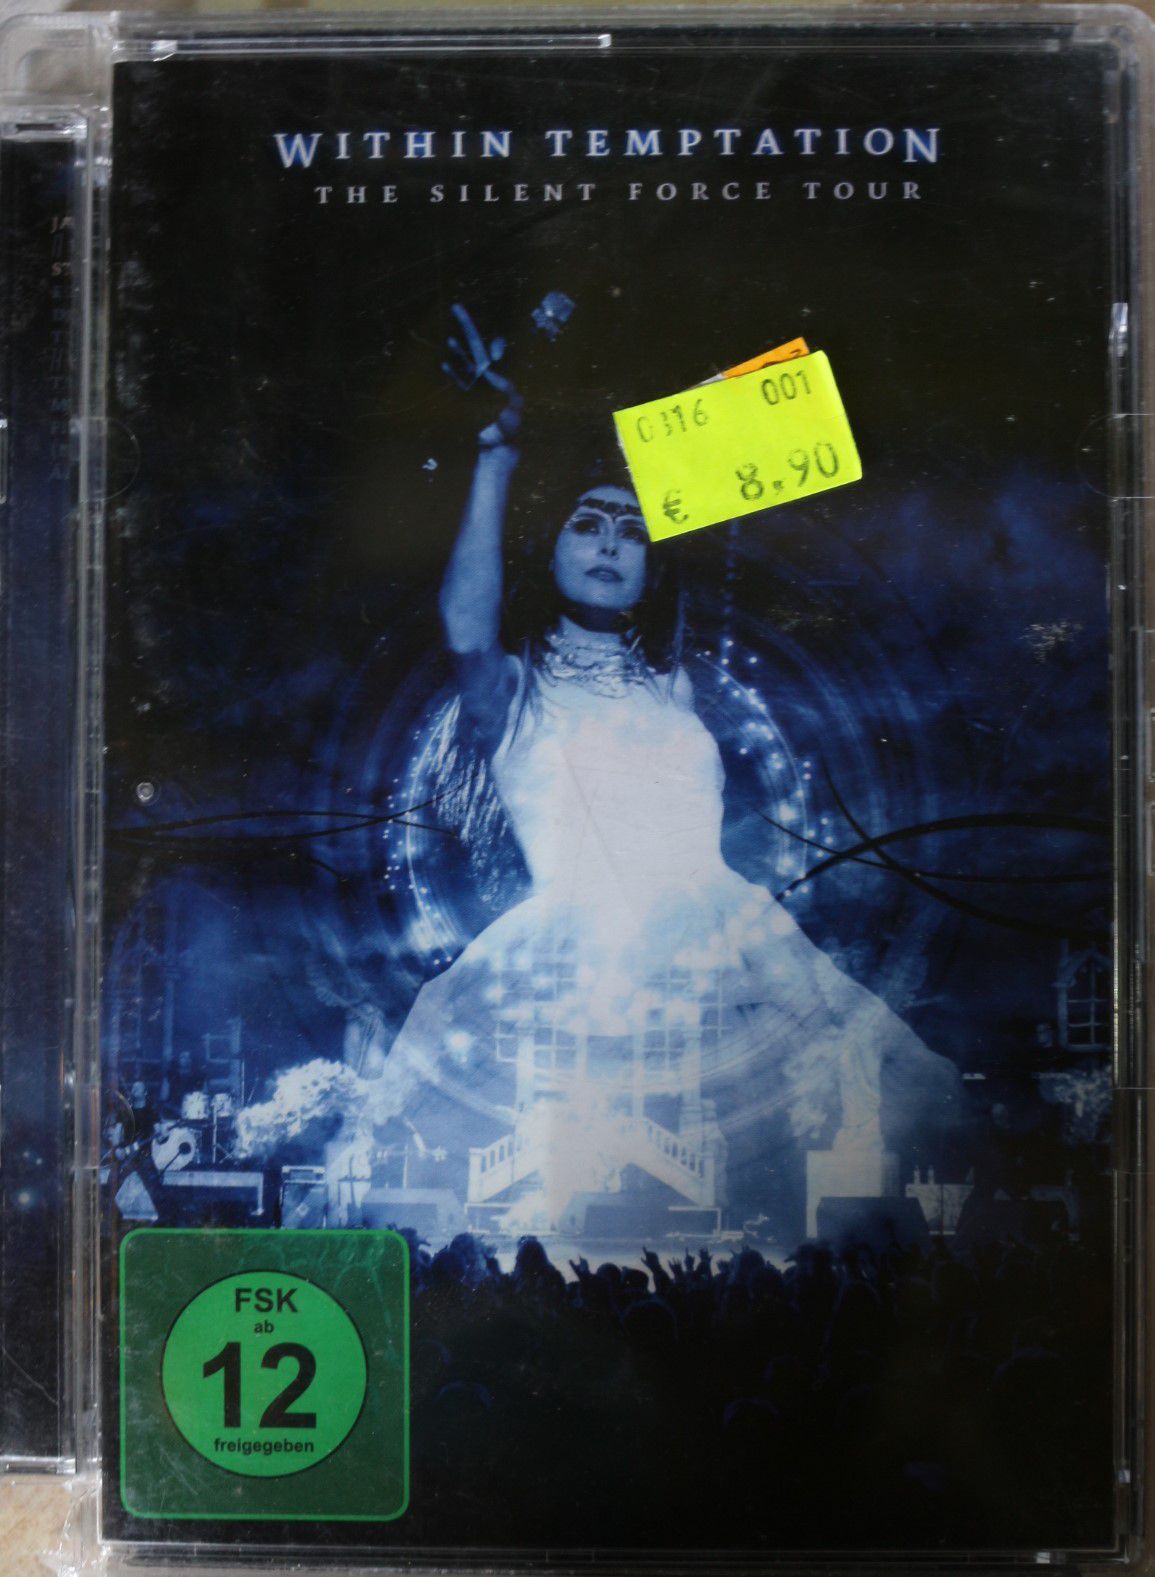 WITHIN TEMPTATION
THE SILENT FORCE TOUR
0316 001
€ 8.90
FSK
ab
12
freigegeben